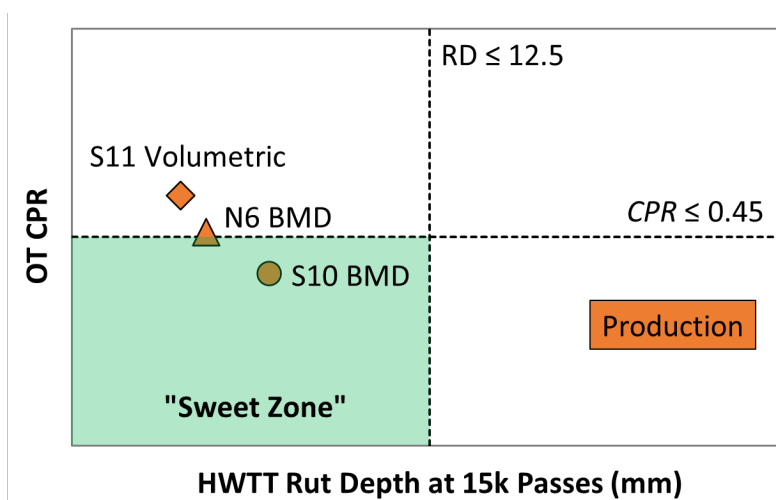 RD ≤ 12.5
S11 Volumetric
CPR ≤ 0.45
N6 BMD
OT CPR
S10 BMD
Production
"Sweet Zone"
HWTT Rut Depth at 15k Passes (mm)